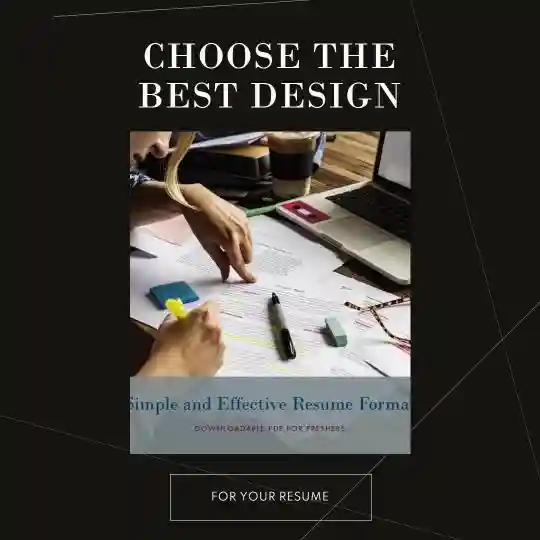 CHOOSE THE
BEST DESIGN
Simple and Effective Resume Forma
DOWNLOADABLE PDF FOR FRESHERS
FOR YOUR RESUME